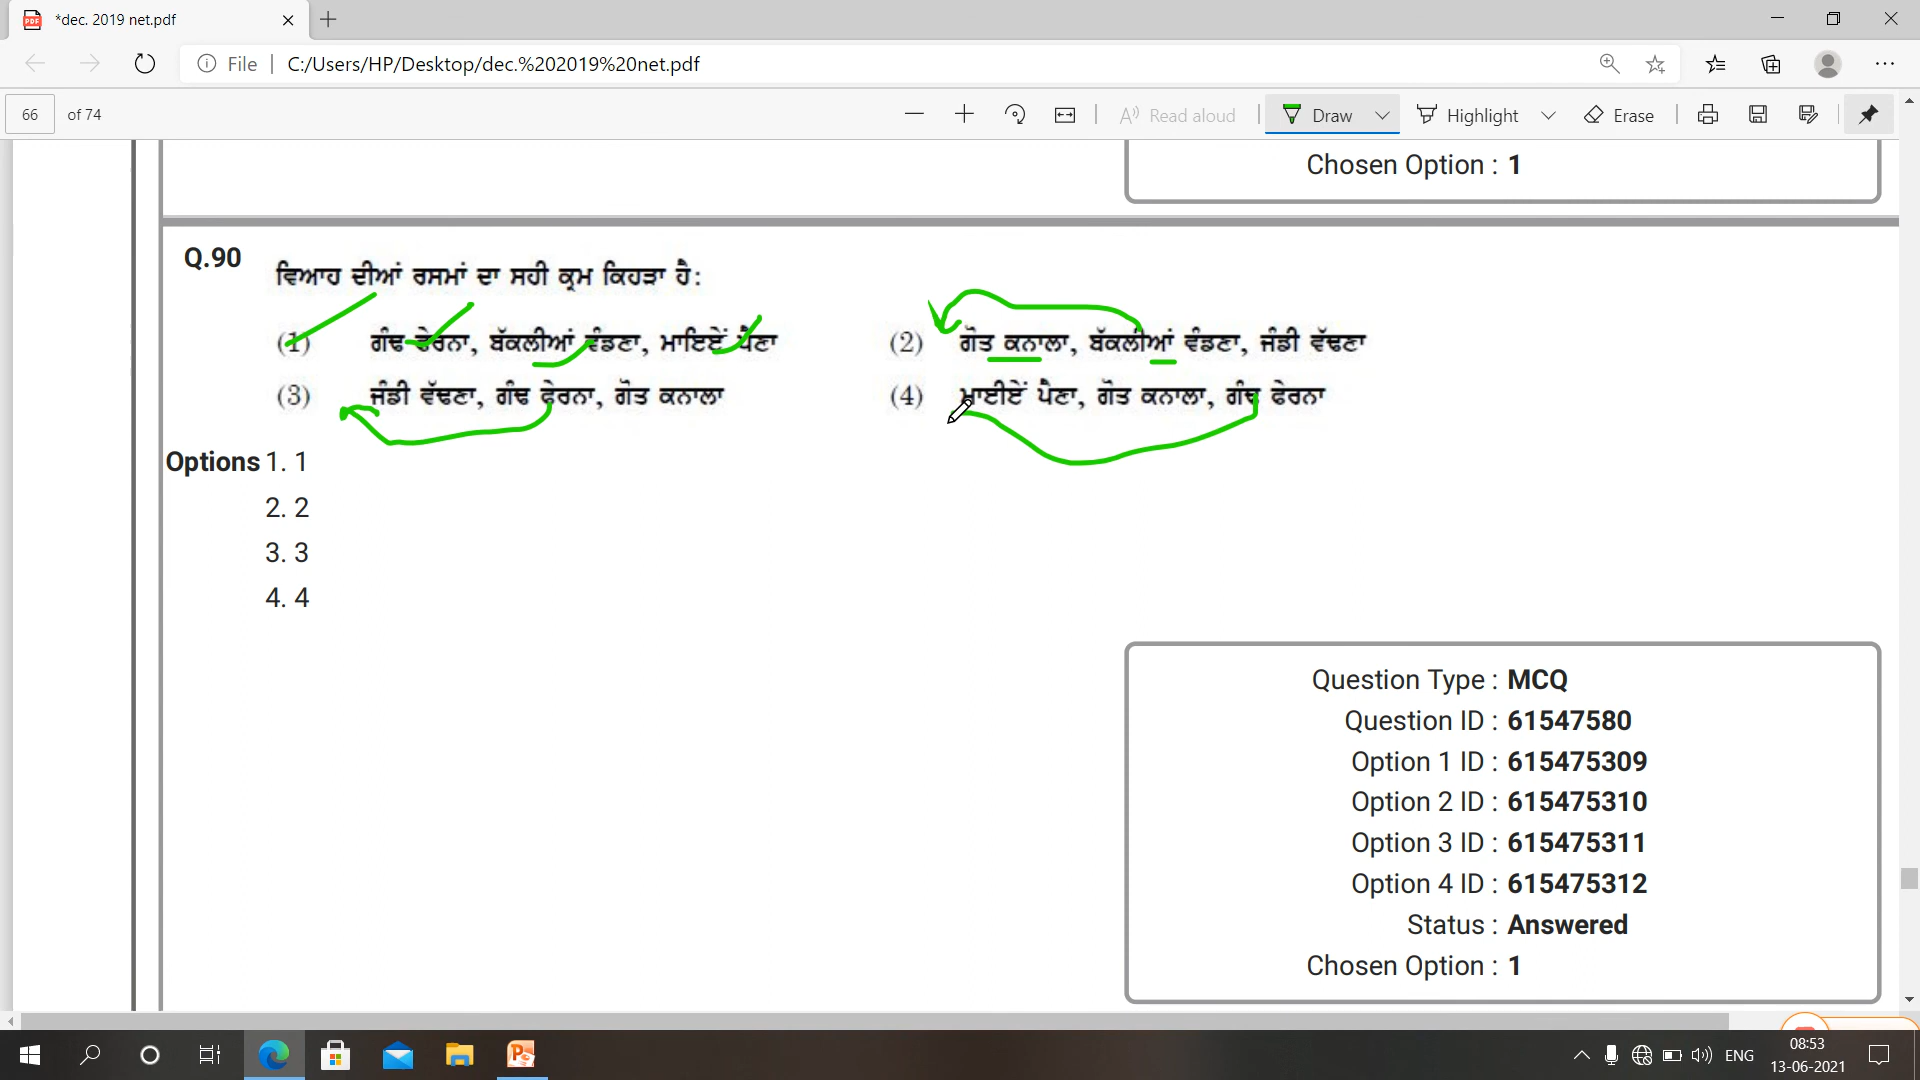 *dec. 2019 net.pdf
File | C:/Users/HP/Desktop/dec.%202019%20net.pdf
66 of 74
Read aloud
Draw
Highlight
Erase
Chosen Option : 1
Q.90
ਵਿਆਹ ਦੀਆਂ ਰਸਮਾਂ ਦਾ ਸਹੀ ਕ੍ਰਮ ਕਿਹੜਾ ਹੈ:
(1) ਗੰਢ ਫੇਰਨਾ, ਬੱਕਲੀਆਂ ਵੰਡਣਾ, ਮਾਇਏਂ ਪੈਣਾ
(2) ਗੋਤ ਕਨਾਲਾ, ਬੱਕਲੀਆਂ ਵੰਡਣਾ, ਜੰਡੀ ਵੱਢਣਾ
(3) ਜੰਡੀ ਵੱਢਣਾ, ਗੰਢ ਫੇਰਨਾ, ਗੋਤ ਕਨਾਲਾ
(4) ਮਾਈਏਂ ਪੈਣਾ, ਗੋਤ ਕਨਾਲਾ, ਗੰਢ ਫੇਰਨਾ
Options 1. 1
2. 2
3. 3
4. 4
Question Type : MCQ
Question ID : 61547580
Option 1 ID : 615475309
Option 2 ID : 615475310
Option 3 ID : 615475311
Option 4 ID : 615475312
Status : Answered
Chosen Option : 1
ENG
08:53
13-06-2021